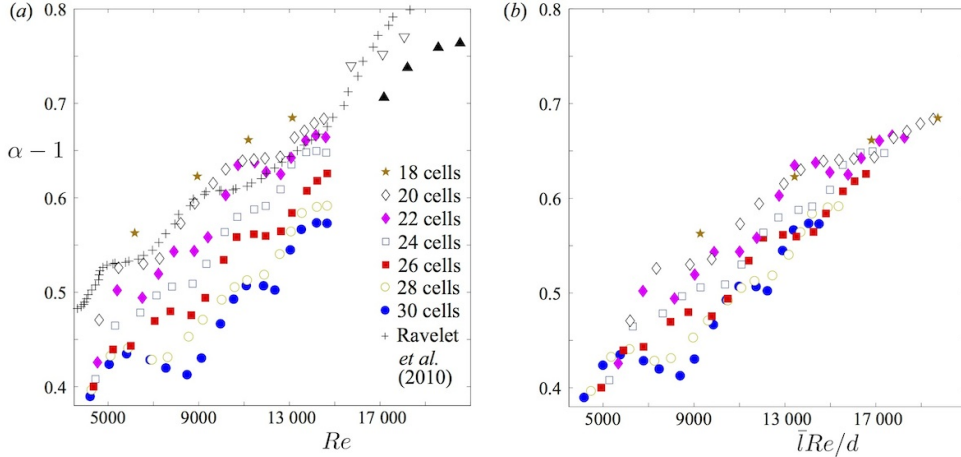 (a)
0.8
0.7
α − 1
0.6
0.5
0.4
5000 9000 13 000 17 000
Re
18 cells
20 cells
22 cells
24 cells
26 cells
28 cells
30 cells
Ravelet
et al.
(2010)
(b)
0.8
0.7
0.6
0.5
0.4
5000 9000 13 000 17 000
l̄Re/d